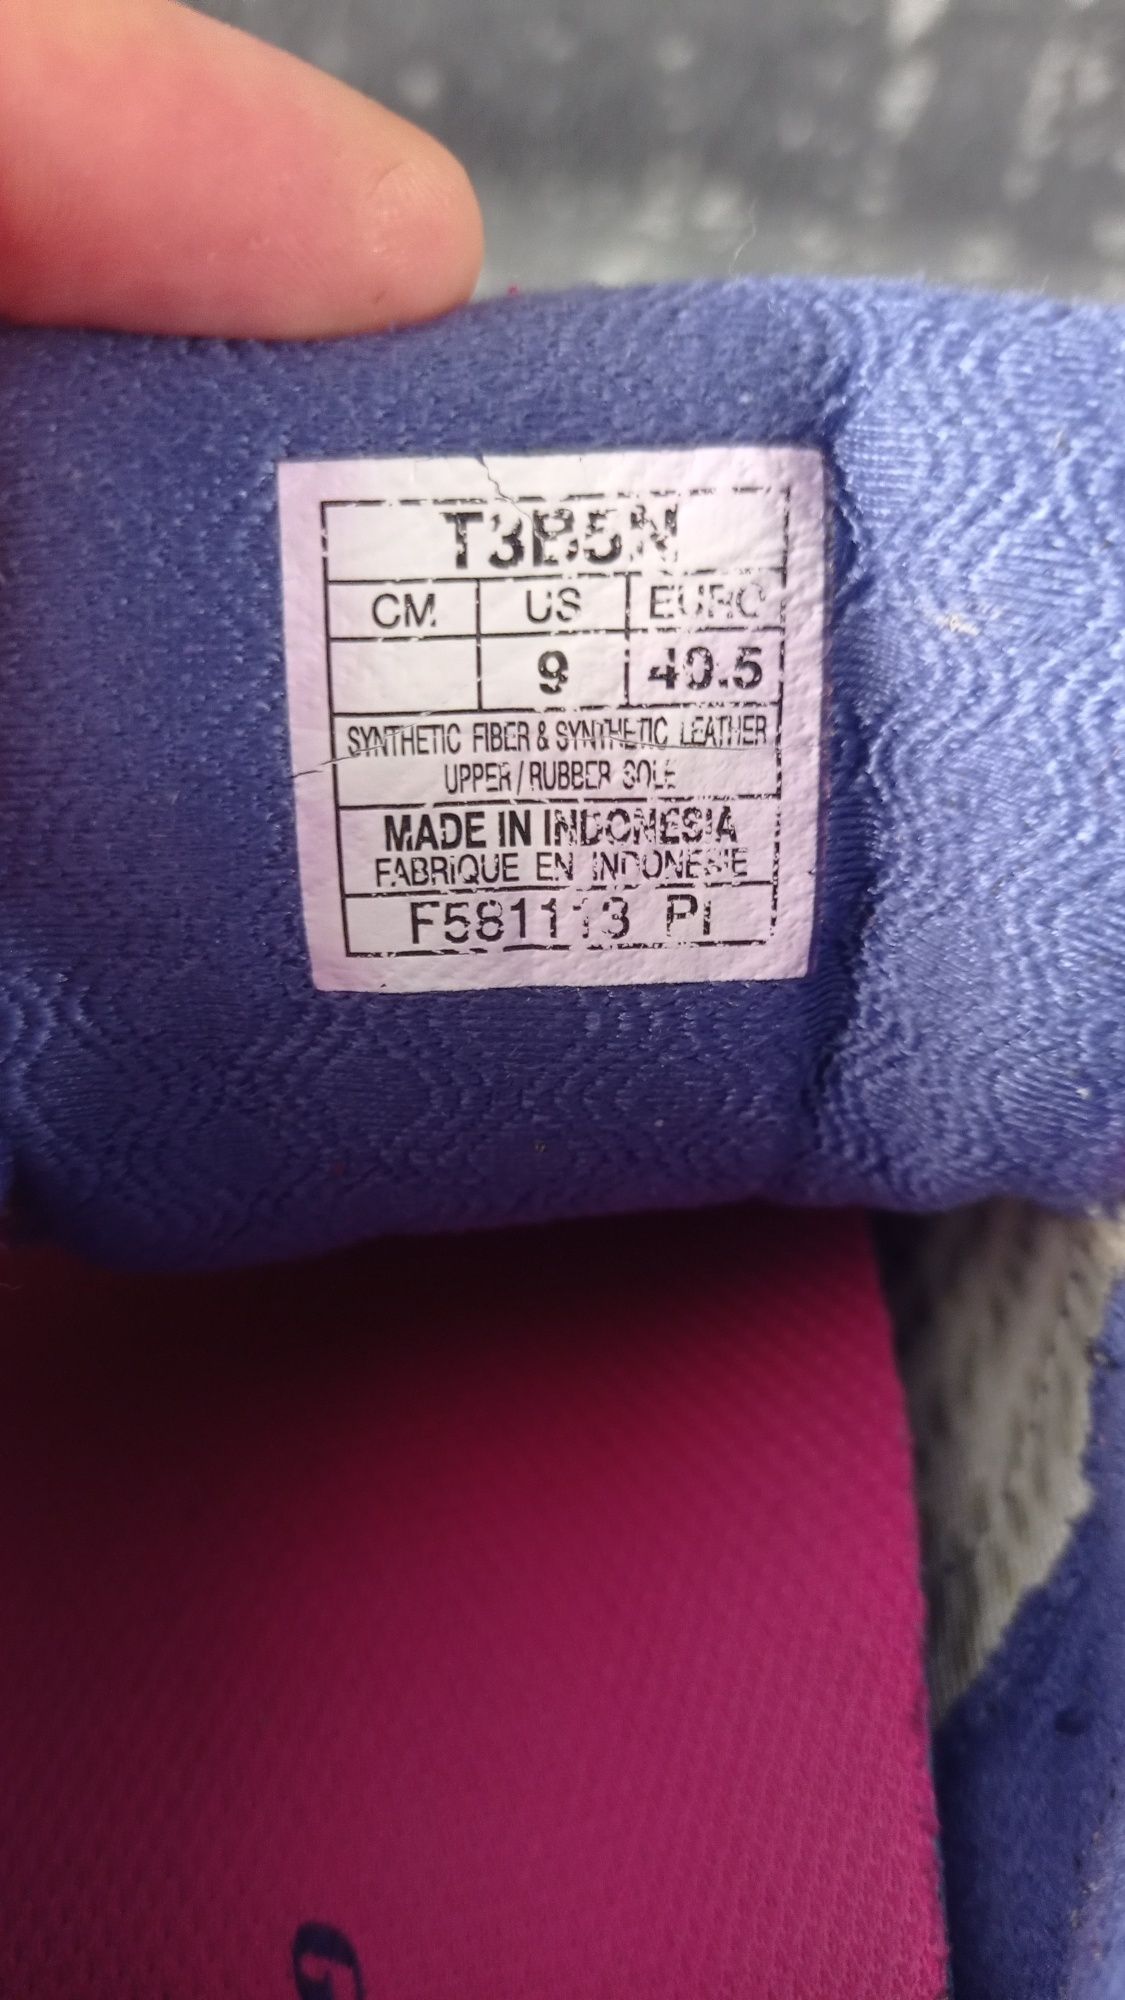 T3B5N
CM US EURO
9 40.5
SYNTHETIC FIBER & SYNTHETIC LEATHER
UPPER / RUBBER SOLE
MADE IN INDONESIA
FABRIQUE EN INDONESIE
F581113 PI
G